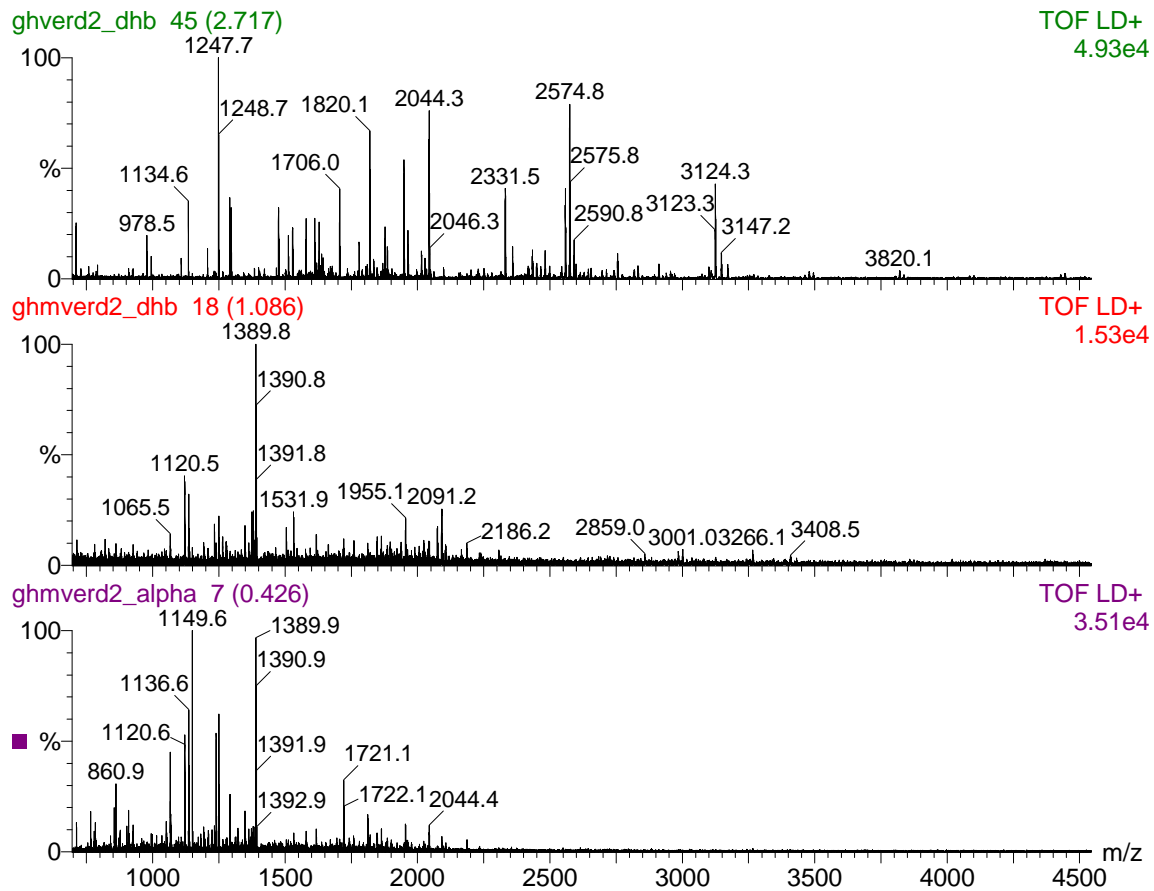 ghverd2_dhb 45 (2.717) TOF LD+
4.93e4
100 1247.7
1248.7 1820.1 2044.3 2574.8
% 1134.6 1706.0 2575.8
978.5 2046.3 2331.5 2590.8 3123.3 3124.3 3147.2
3820.1
0
ghmverd2_dhb 18 (1.086) TOF LD+
1.53e4
100 1389.8
1390.8
% 1391.8
1120.5
1065.5 1531.9 1955.1 2091.2
2186.2 2859.0 3001.0 3266.1 3408.5
0
ghmverd2_alpha 7 (0.426) TOF LD+
3.51e4
100 1149.6 1389.9
1390.9
1136.6
% 1120.6 1391.9 1721.1
860.9 1392.9 1722.1 2044.4
0 m/z
1000 1500 2000 2500 3000 3500 4000 4500